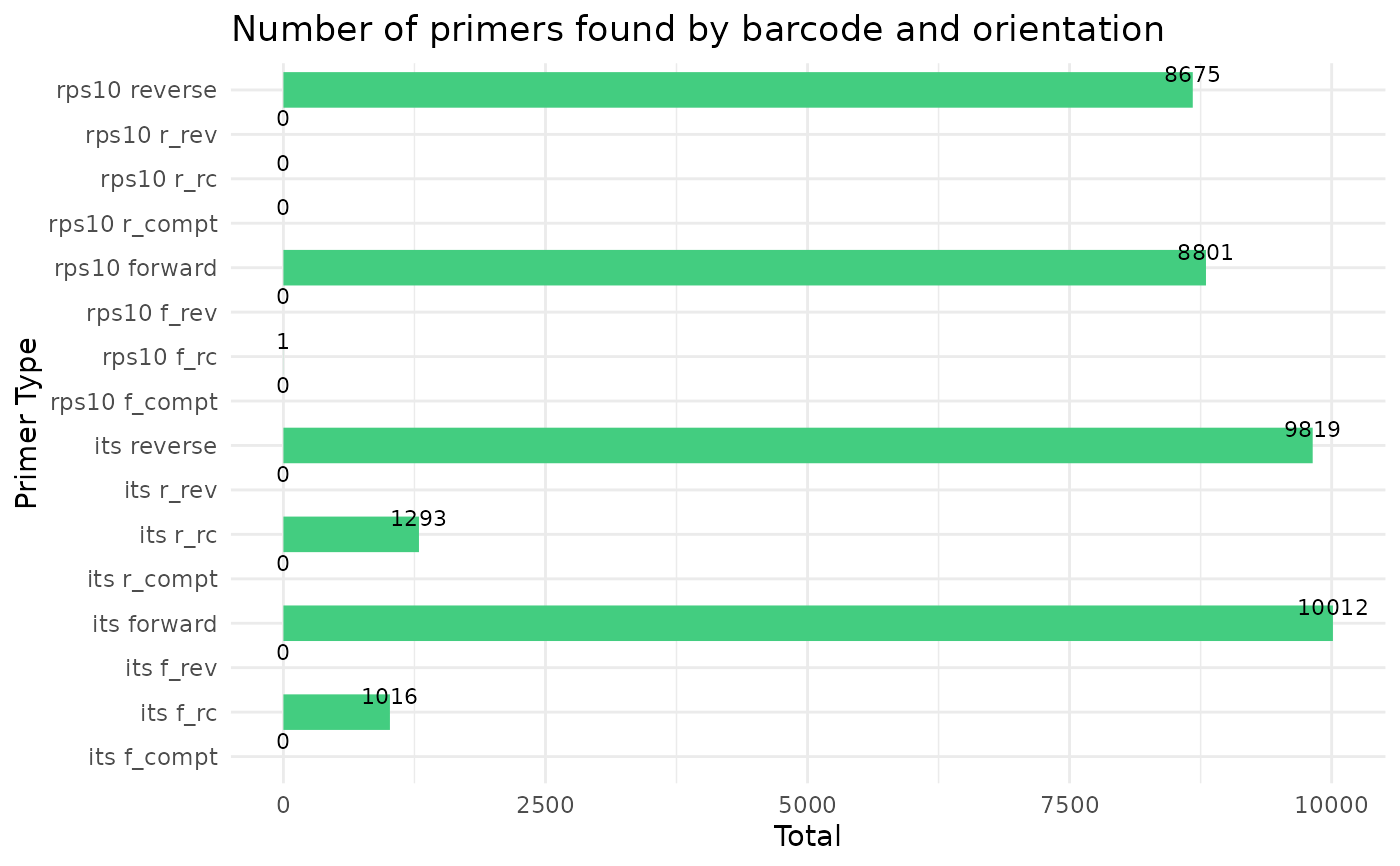 Number of primers found by barcode and orientation
Primer Type
rps10 reverse 8675
rps10 r_rev 0
rps10 r_rc 0
rps10 r_compt 0
rps10 forward 8801
rps10 f_rev 0
rps10 f_rc 1
rps10 f_compt 0
its reverse 9819
its r_rev 0
its r_rc 1293
its r_compt 0
its forward 10012
its f_rev 0
its f_rc 1016
its f_compt 0
0 2500 5000 7500 10000
Total